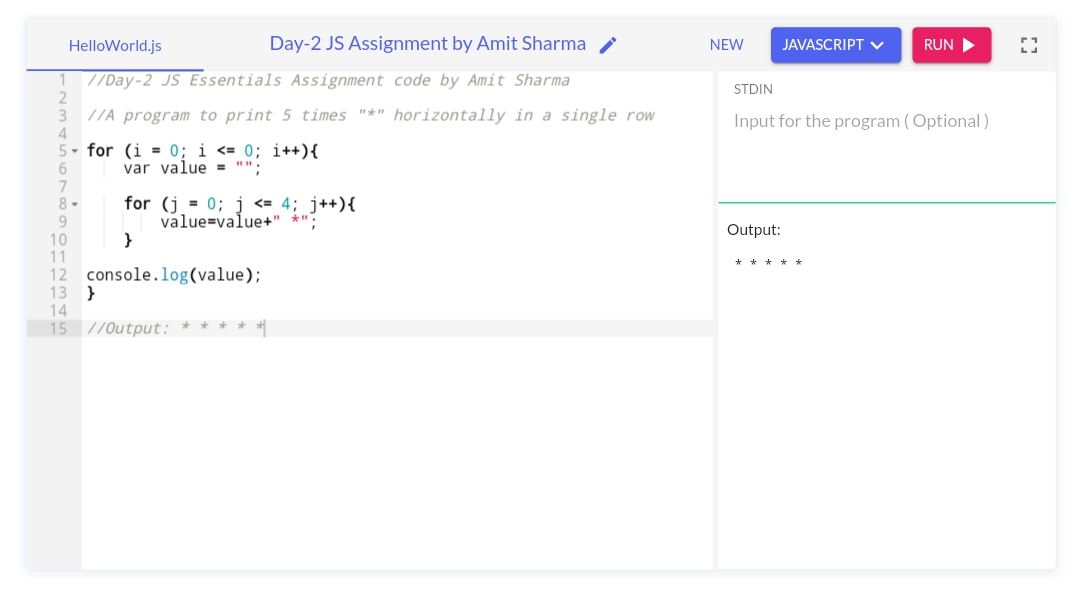 HelloWorld.js
Day-2 JS Assignment by Amit Sharma
NEW
JAVASCRIPT
RUN
1 //Day-2 JS Essentials Assignment code by Amit Sharma
2
3 //A program to print 5 times "*" horizontally in a single row
4
5 for (i = 0; i <= 0; i++){
6     var value = "";
7
8     for (j = 0; j <= 4; j++){
9         value=value+" *";
10     }
11
12 console.log(value);
13 }
14
15 //Output: * * * * *
STDIN
Input for the program ( Optional )
Output:
* * * * *